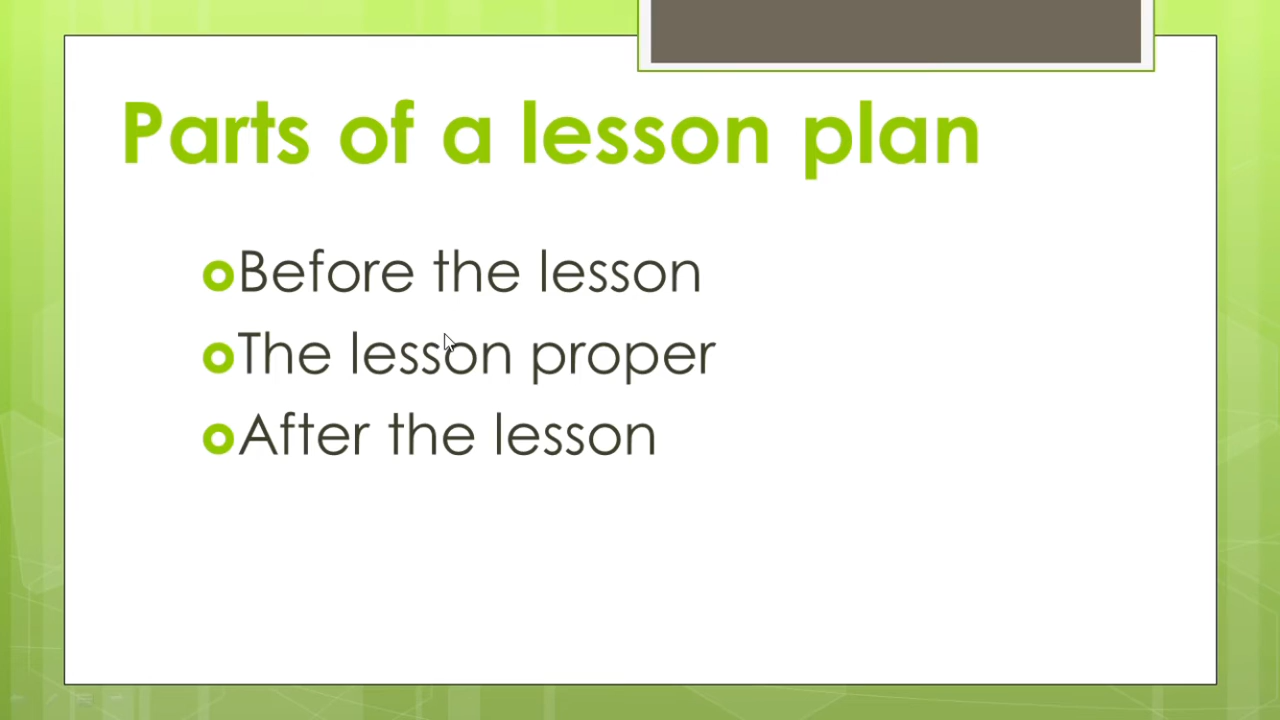 Parts of a lesson plan
Before the lesson
The lesson proper
After the lesson